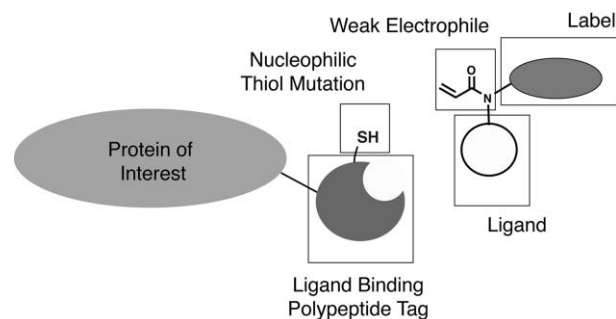 Weak Electrophile
Label
Nucleophilic
Thiol Mutation
O
N
SH
Protein of
Interest
Ligand
Ligand Binding
Polypeptide Tag